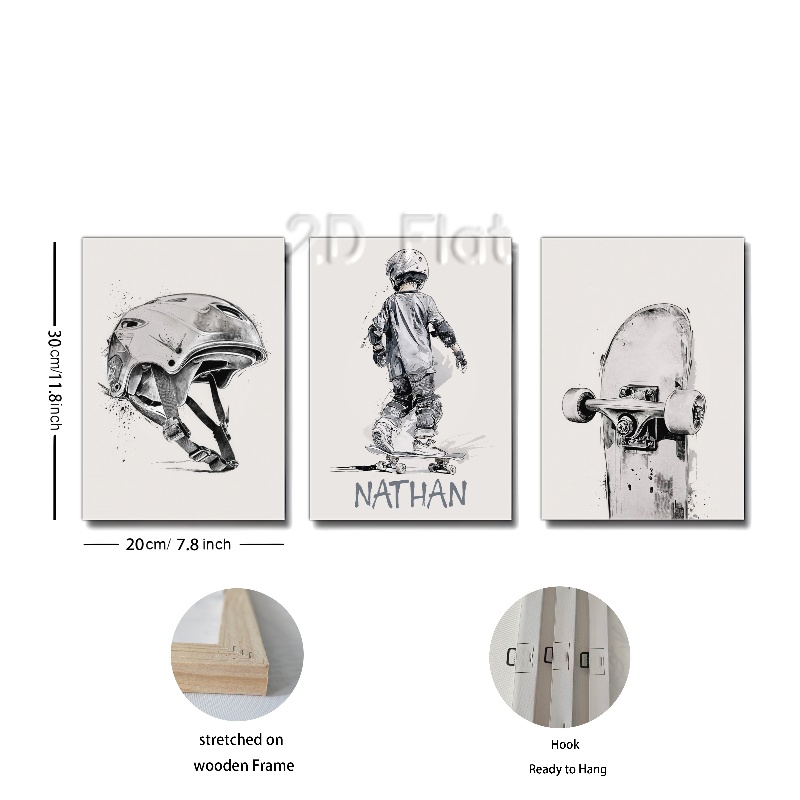 2D Flat
30cm/11.8inch
NATHAN
20cm/ 7.8 inch
stretched on
wooden Frame
Hook
Ready to Hang